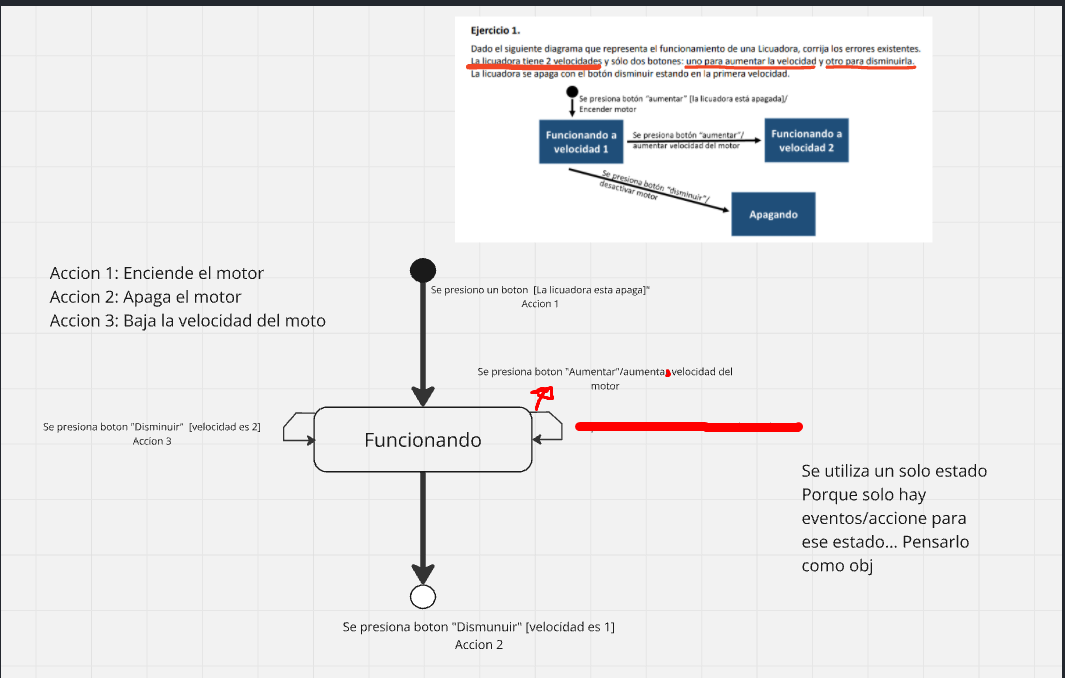 Ejercicio 1.
Dado el siguiente diagrama que representa el funcionamiento de una Licuadora, corrija los errores existentes.
La licuadora tiene 2 velocidades y sólo dos botones: uno para aumentar la velocidad y otro para disminuirla.
La licuadora se apaga con el botón disminuir estando en la primera velocidad.
Se presiona botón "aumentar" [la licuadora está apagada]/
Encender motor
Funcionando a
velocidad 1
Se presiona botón "aumentar"/
aumentar velocidad del motor
Funcionando a
velocidad 2
Se presiona botón "disminuir"/
desactivar motor
Apagando
Accion 1: Enciende el motor
Accion 2: Apaga el motor
Accion 3: Baja la velocidad del moto
Se presiono un boton [La licuadora esta apaga]"
Accion 1
Se presiona boton "Aumentar"/aumenta velocidad del
motor
Se presiona boton "Disminuir" [velocidad es 2]
Accion 3
Funcionando
Se utiliza un solo estado
Porque solo hay
eventos/accione para
ese estado... Pensarlo
como obj
Se presiona boton "Dismunuir" [velocidad es 1]
Accion 2